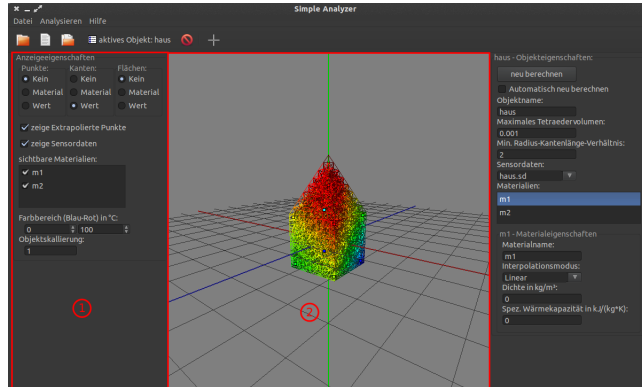 Simple Analyzer
Datei Analysieren Hilfe
aktives Objekt: haus
Anzeigeeigenschaften
Punkte: Kanten: Flächen:
Kein Kein Kein
Material Material Material
Wert Wert Wert
zeige Extrapolierte Punkte
zeige Sensordaten
sichtbare Materialien:
m1
m2
Farbbereich (Blau-Rot) in °C:
0 100
Objektskallierung:
1
1
2
haus - Objekteigenschaften:
neu berechnen
Automatisch neu berechnen
Objektname:
haus
Maximales Tetraedervolumen:
0.001
Min. Radius-Kantenlänge-Verhältnis:
2
Sensordaten:
haus.sd
Materialien:
m1
m2
m1 - Materialeigenschaften
Materialname:
m1
Interpolationsmodus:
Linear
Dichte in kg/m³:
0
Spez. Wärmekapazität in kJ/(kg*K):
0